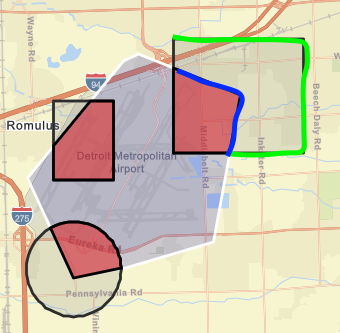 Wayne Rd
94
Romulus
Detroit Metropolitan
Airport
Middlebelt Rd
Inkster Rd
Beech Daly Rd
275
Eureka Rd
Pennsylvania Rd